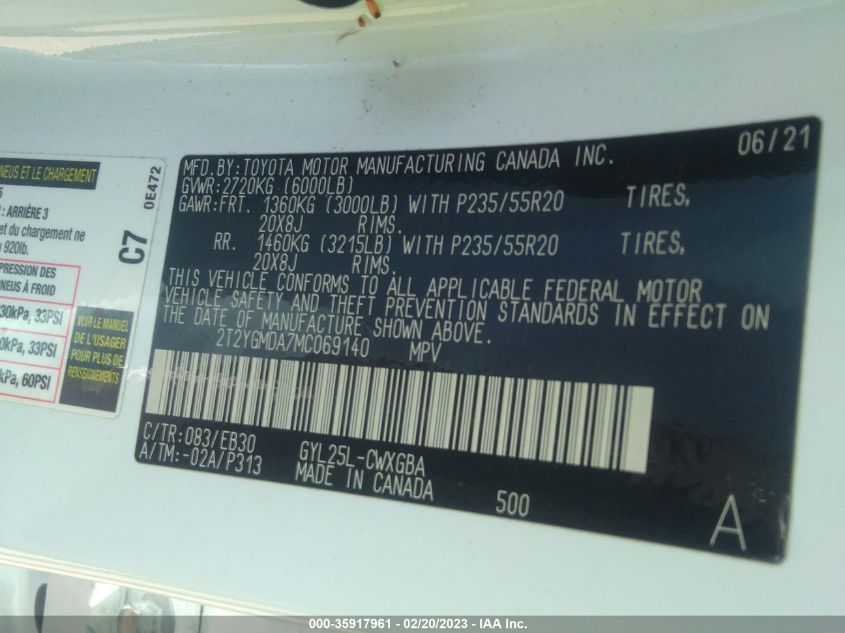 NEUS ET LE CHARGEMENT
: ARRIÈRE 3
et du chargement ne
920lb.
PRESSION DES
NEUS À FROID
30kPa, 33PSI
0kPa, 33PSI
kPa, 60PSI
VOIR LE MANUEL
DE L'USAGER
POUR PLUS DE
RENSEIGNEMENTS
C7
0E472
06/21
MFD. BY: TOYOTA MOTOR MANUFACTURING CANADA INC.
GVWR: 2720KG (6000LB)
GAWR: FRT. 1360KG (3000LB) WITH P235/55R20 TIRES,
20X8J RIMS.
RR. 1460KG (3215LB) WITH P235/55R20 TIRES,
20X8J RIMS.
THIS VEHICLE CONFORMS TO ALL APPLICABLE FEDERAL MOTOR
VEHICLE SAFETY AND THEFT PREVENTION STANDARDS IN EFFECT ON
THE DATE OF MANUFACTURE SHOWN ABOVE.
2T2YGMDA7MC069140 MPV
C/TR: 083/EB30 GYL25L-CWXGBA
A/TM: -02A/P313 MADE IN CANADA 500
A
000-35917961 - 02/20/2023 - IAA Inc.